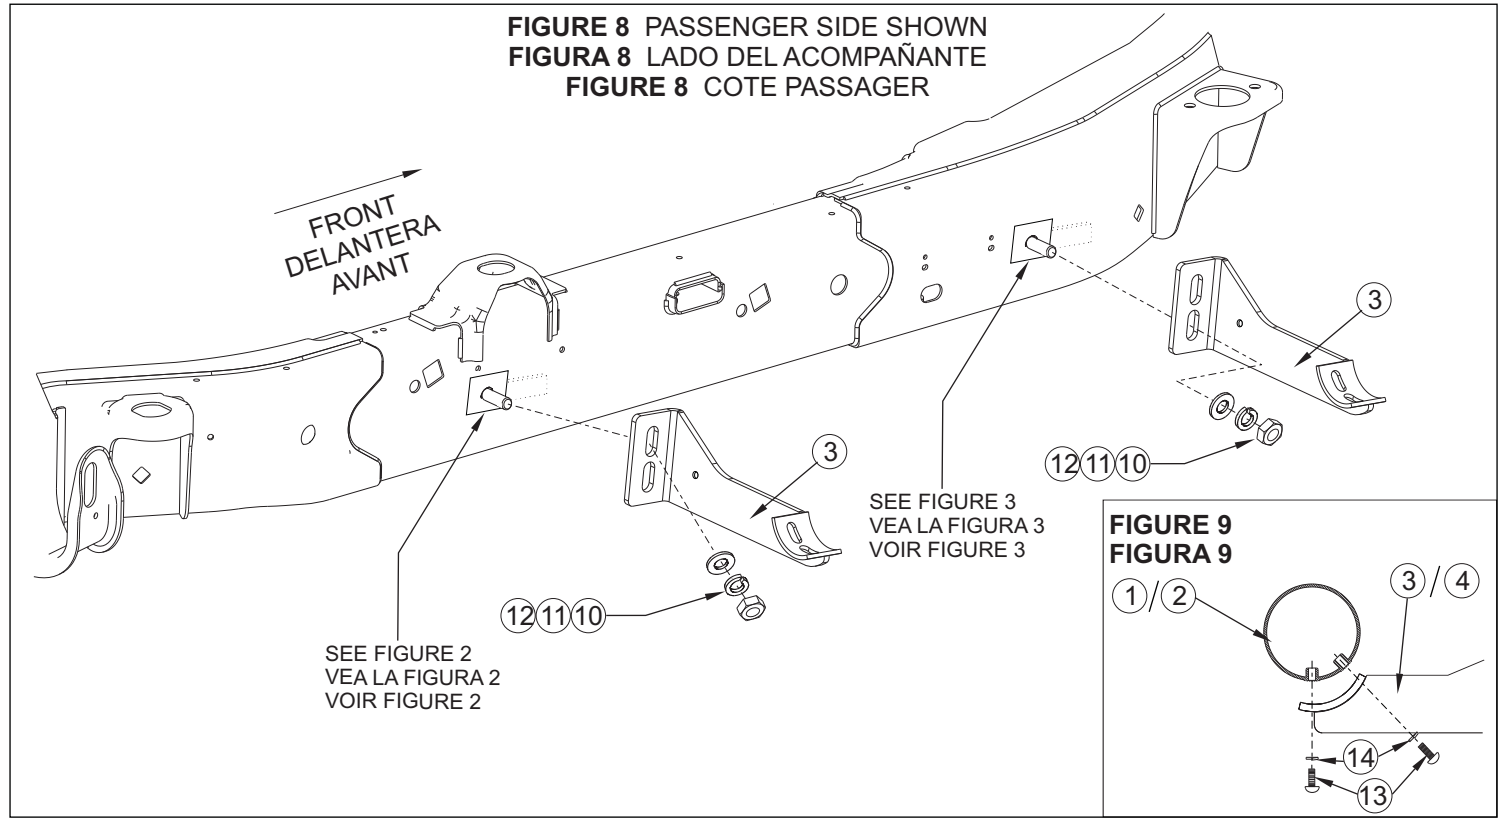 FIGURE 8 PASSENGER SIDE SHOWN
FIGURA 8 LADO DEL ACOMPAÑANTE
FIGURE 8 COTE PASSAGER
FRONT
DELANTERA
AVANT
3
3
12 11 10
SEE FIGURE 3
VEA LA FIGURA 3
VOIR FIGURE 3
12 11 10
SEE FIGURE 2
VEA LA FIGURA 2
VOIR FIGURE 2
FIGURE 9
FIGURA 9
1 / 2
3 / 4
14
13